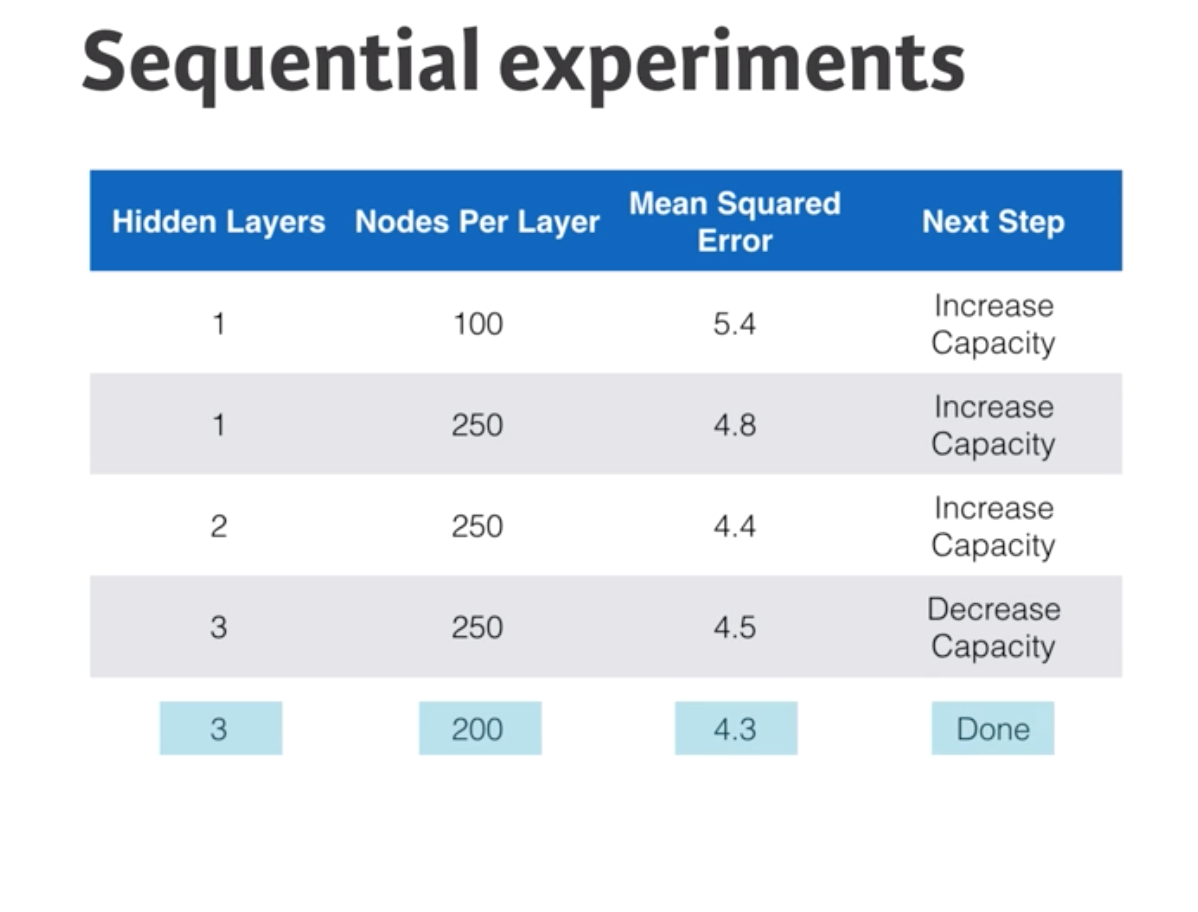 Sequential experiments
Hidden Layers Nodes Per Layer Mean Squared Error Next Step
1 100 5.4 Increase Capacity
1 250 4.8 Increase Capacity
2 250 4.4 Increase Capacity
3 250 4.5 Decrease Capacity
3 200 4.3 Done